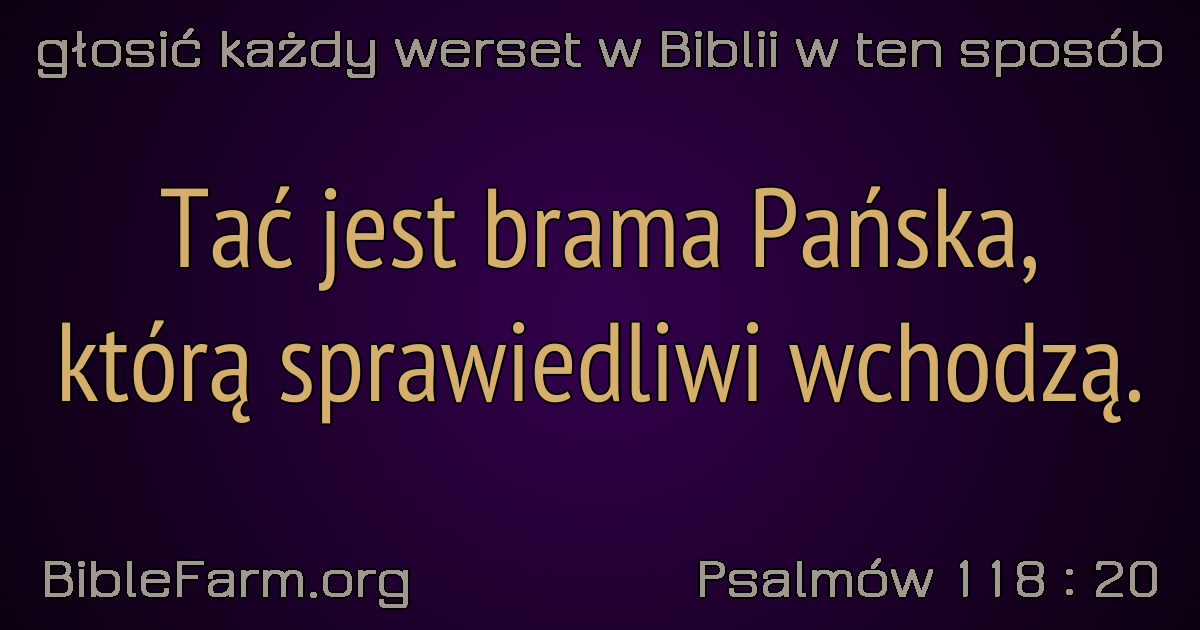 głosić każdy werset w Biblii w ten sposób
Tać jest brama Pańska,
którą sprawiedliwi wchodzą.
BibleFarm.org
Psalmów 118 : 20